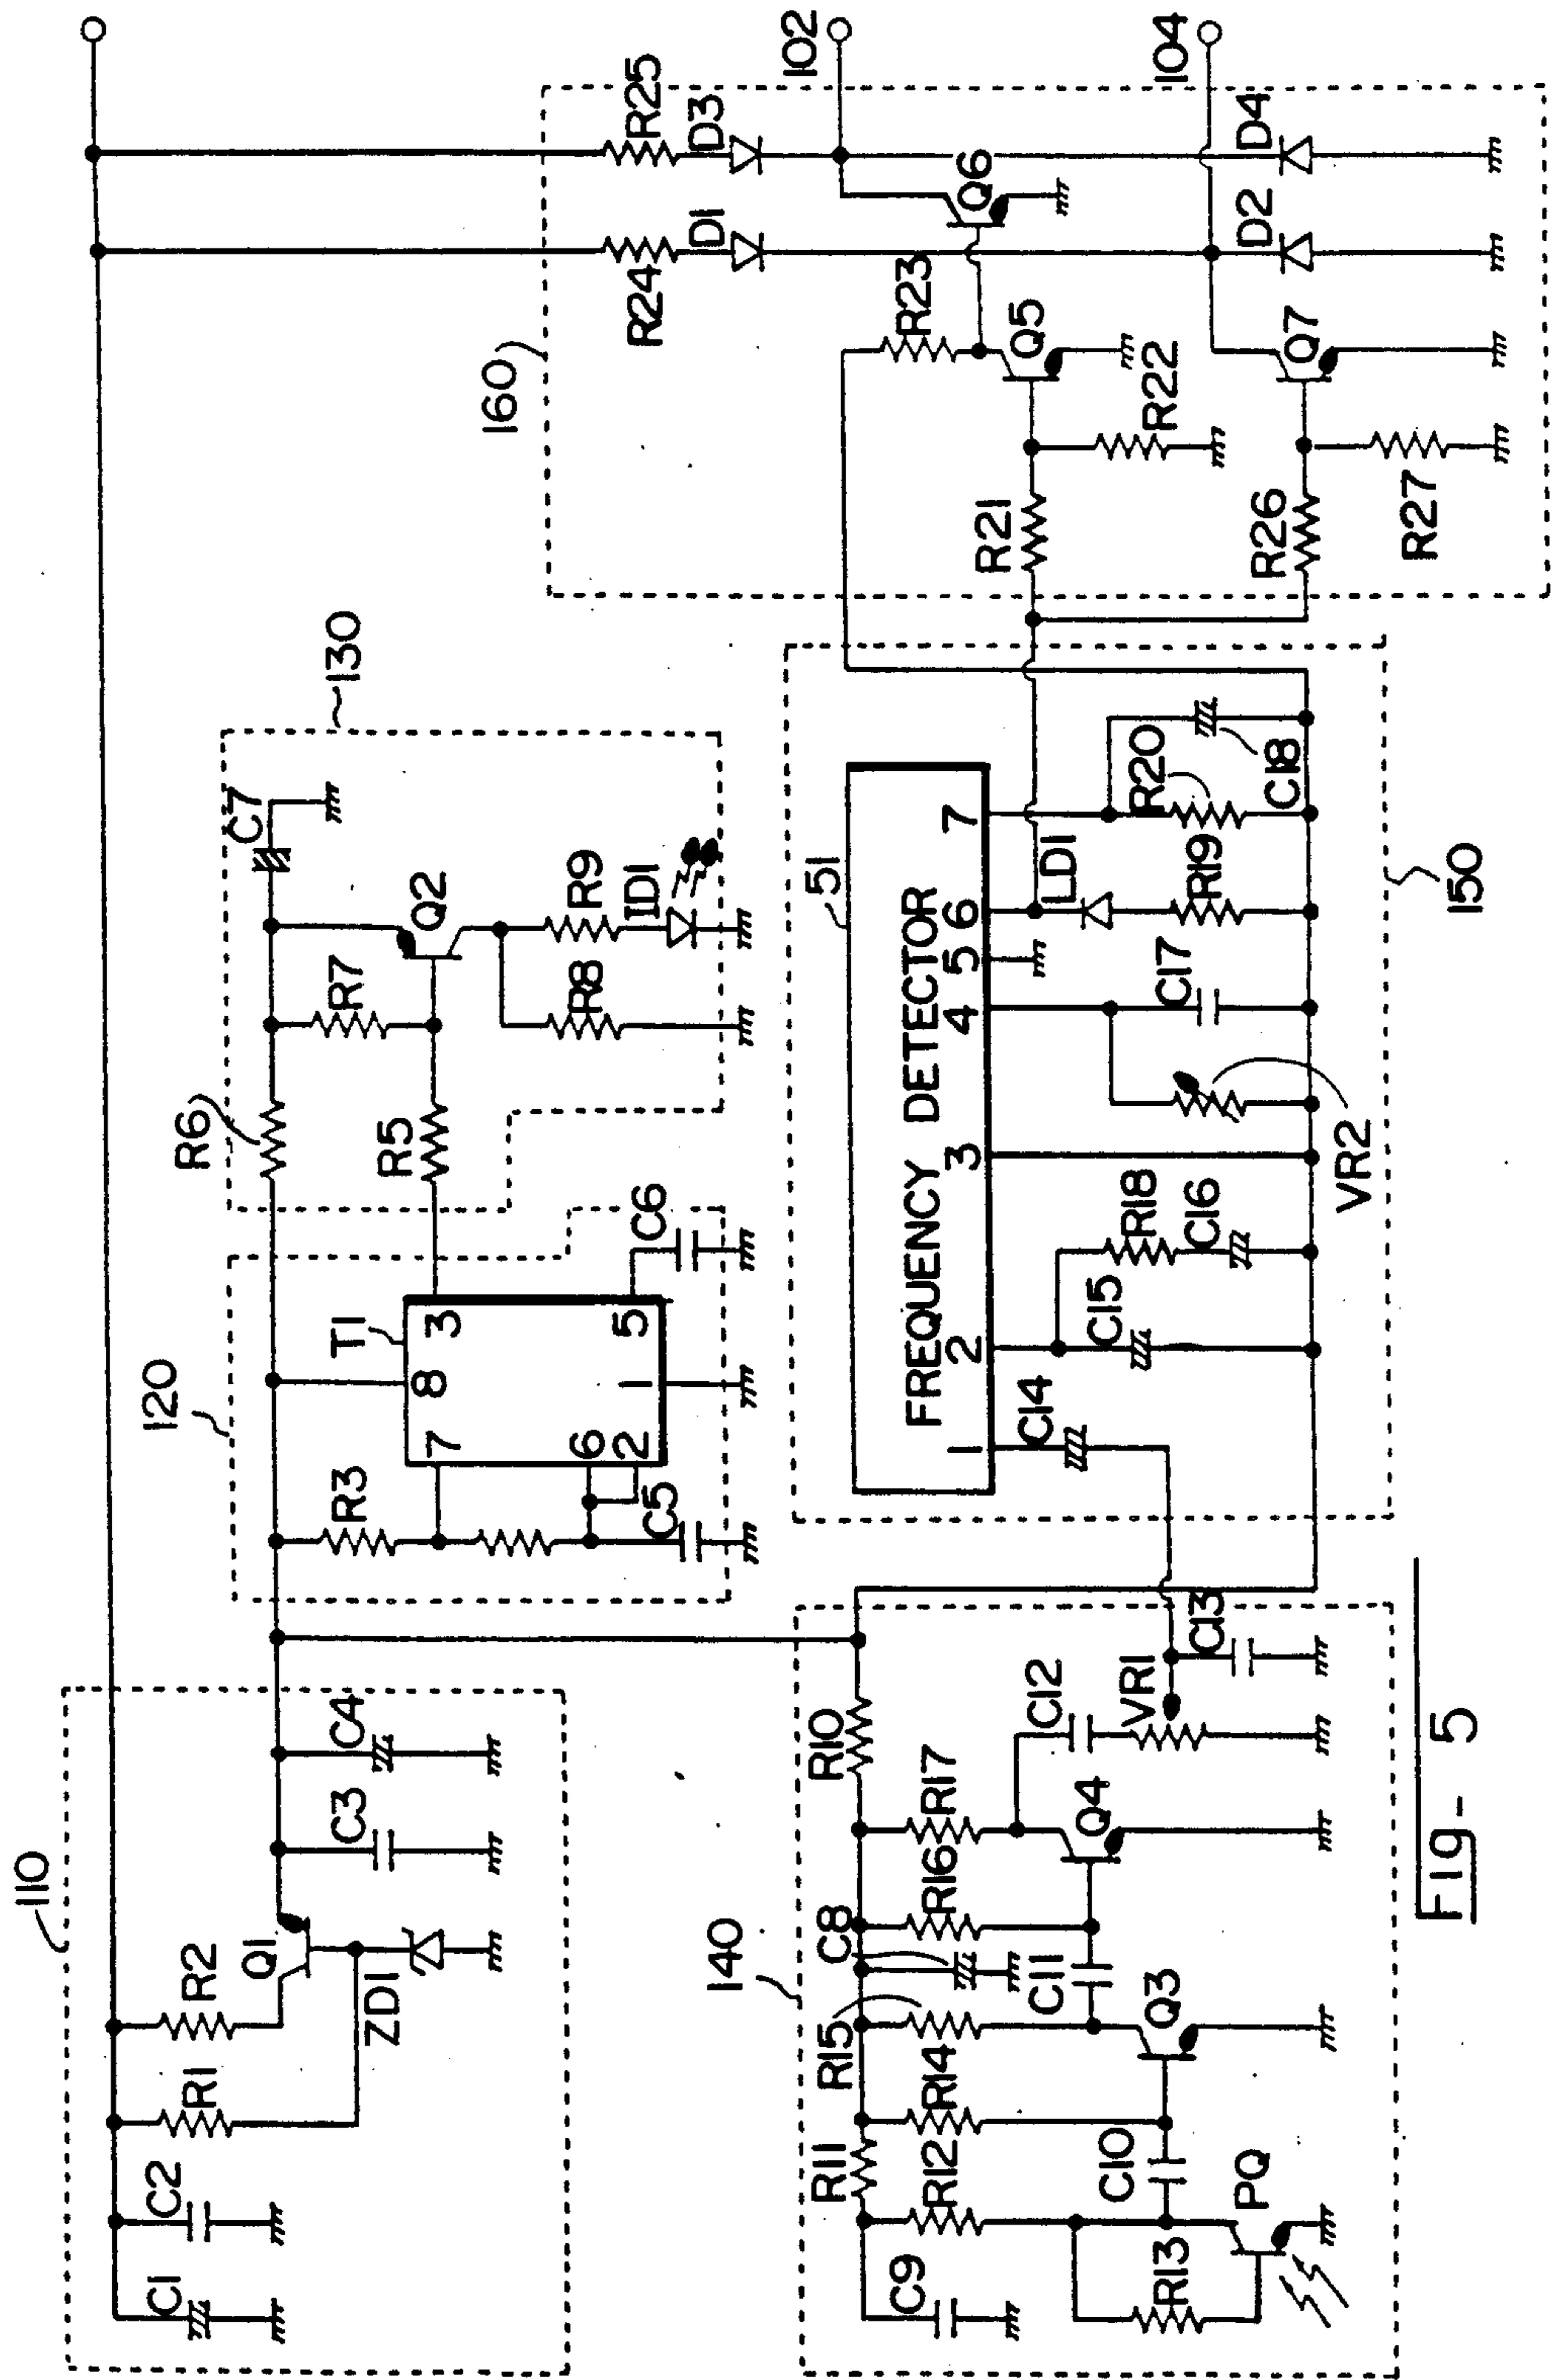 110
C1
C2
R1
R2
Q1
ZD1
C3
C4
120
R3
C5
T1
7
8
3
6
2
1
5
C6
130
R6
R5
R7
Q2
C7
R8
R9
ID1
140
C9
R11
R12
R13
PQ
C10
R14
R15
Q3
C8
C11
R16
R17
Q4
R10
C12
VR1
C13
150
51
FREQUENCY DETECTOR
1
2
3
4
5
6
7
C14
C15
R18
C16
VR2
C17
LD1
R19
R20
C18
160
R21
R22
R23
Q5
Q6
R24
D1
R25
D3
R26
R27
Q7
D2
D4
102
104
Fig- 5